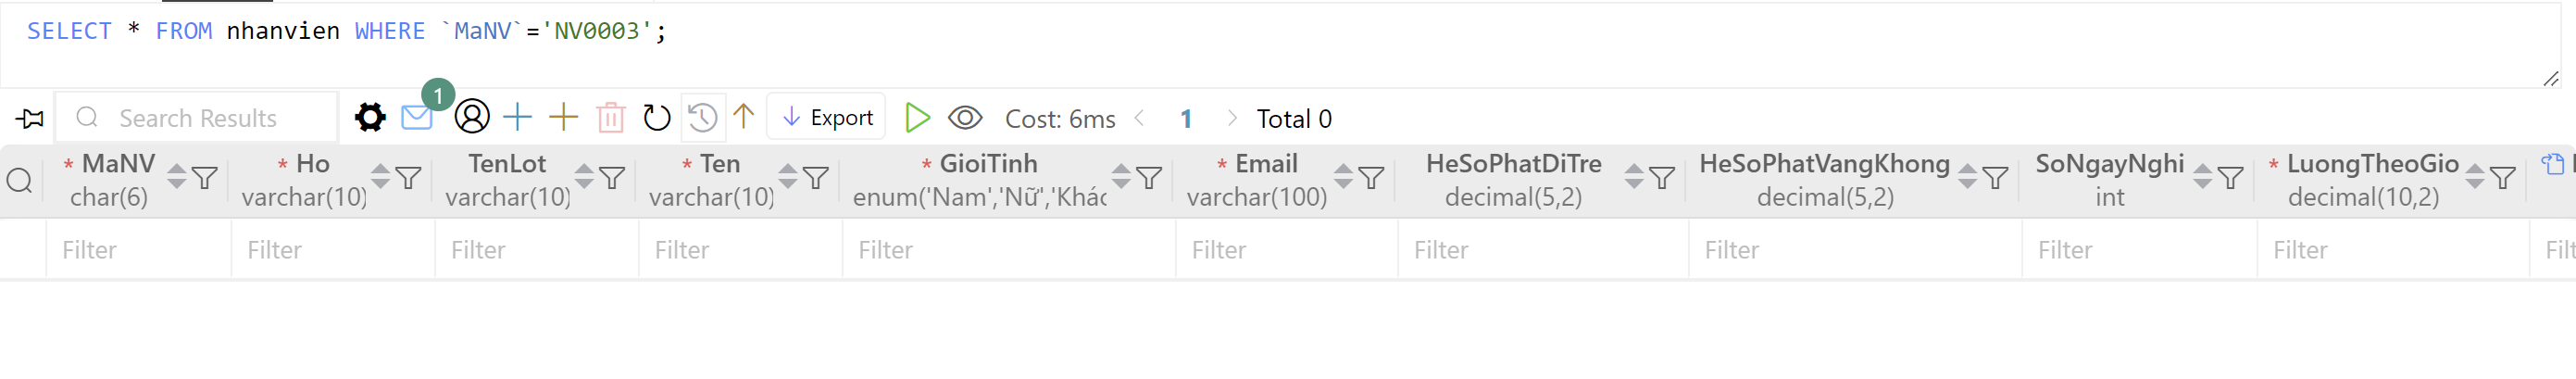 SELECT * FROM nhanvien WHERE `MaNV`='NV0003';
Search Results 1 Export Cost: 6ms 1 Total 0
* MaNV * Ho TenLot * Ten * GioiTinh * Email HeSoPhatDiTre HeSoPhatVangKhong SoNgayNghi * LuongTheoGio
char(6) varchar(10) varchar(10) varchar(10) enum('Nam','Nữ','Khác varchar(100) decimal(5,2) decimal(5,2) int decimal(10,2)
Filter Filter Filter Filter Filter Filter Filter Filter Filter Filter Filt